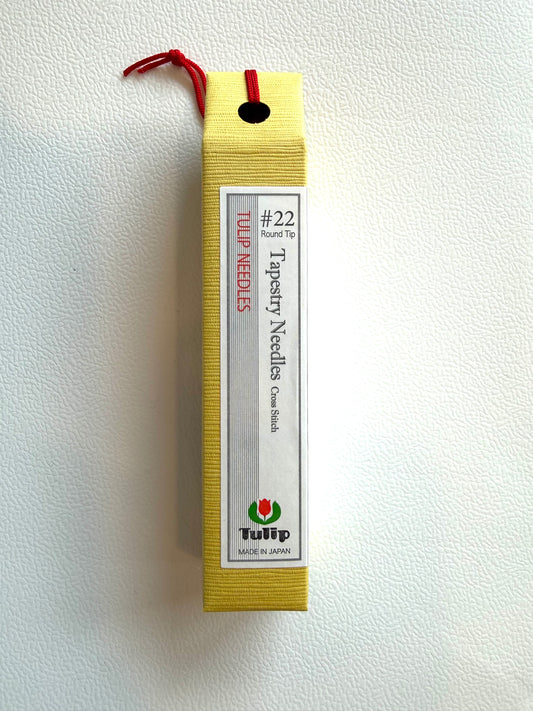 #22
Round Tip
Tapestry Needles Cross Stitch
TULIP NEEDLES
Tulip
MADE IN JAPAN